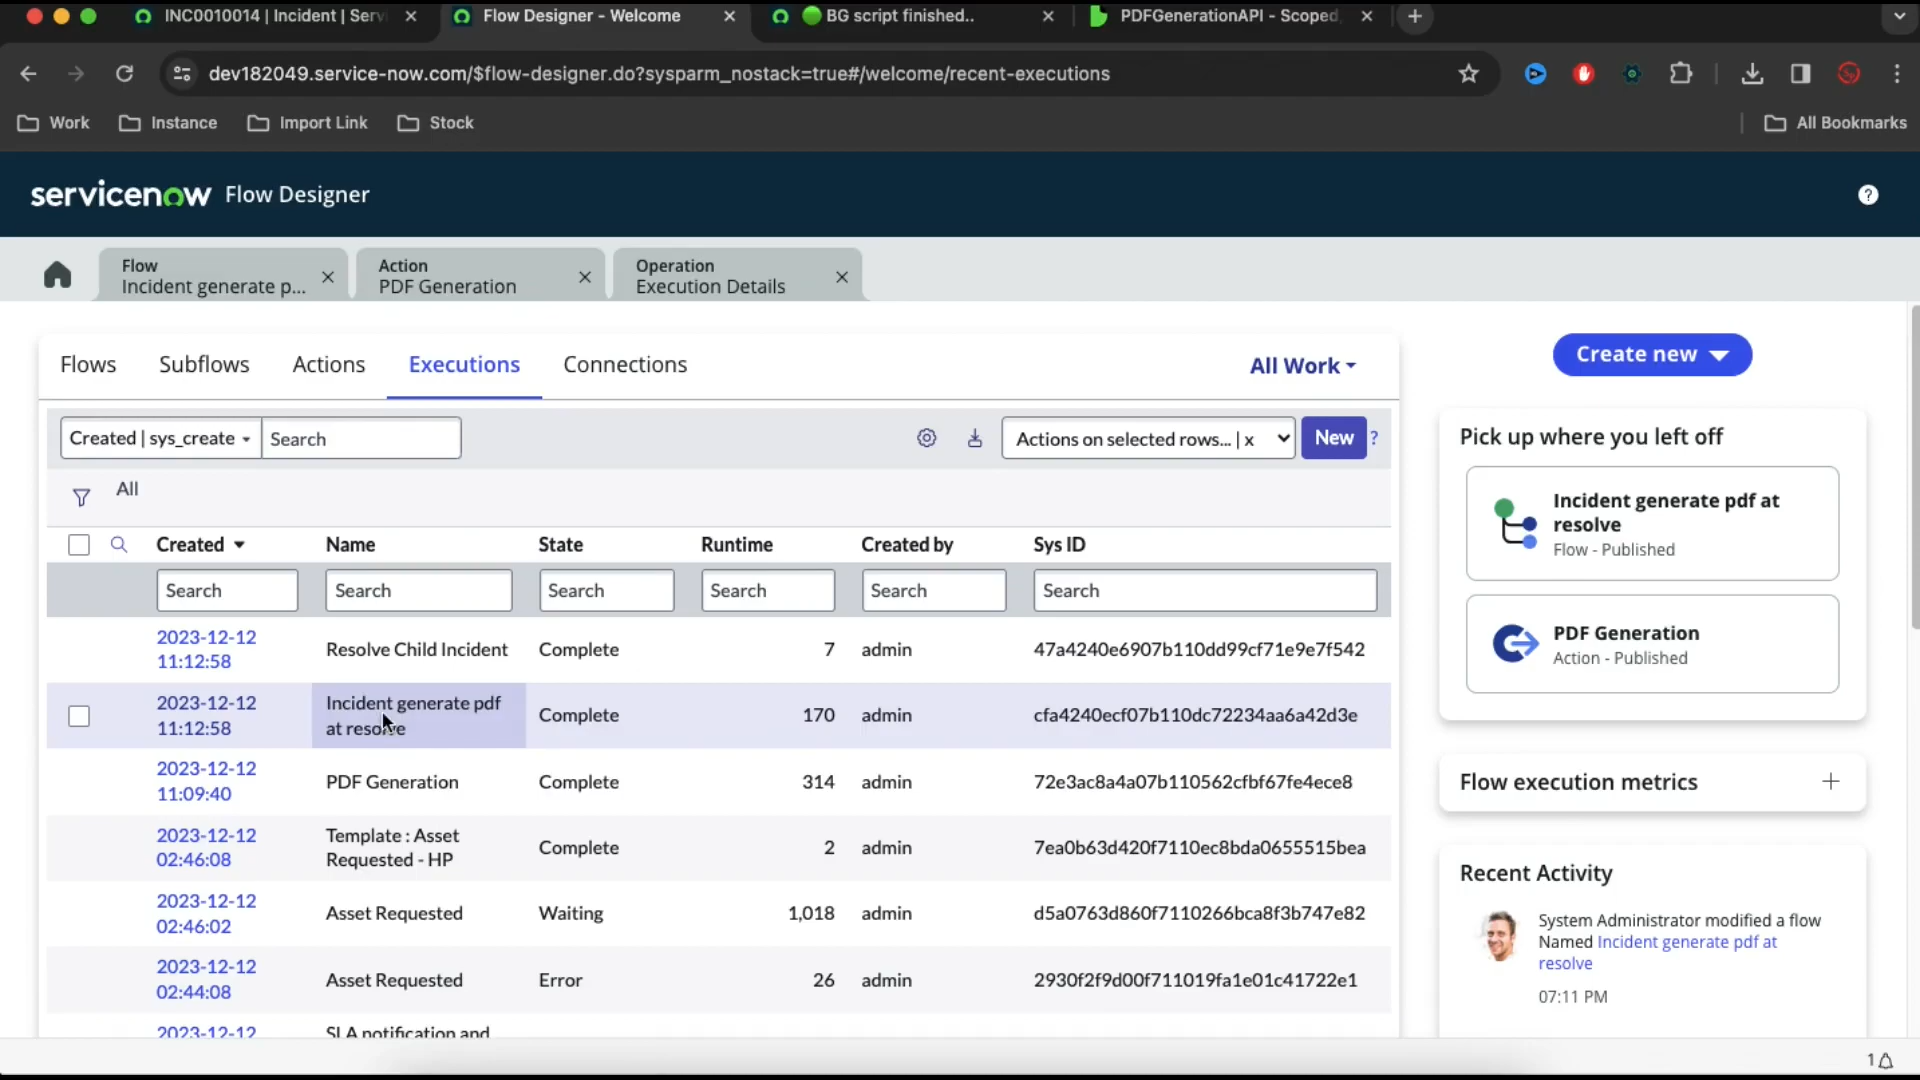 INC0010014 | Incident | Serv
Flow Designer - Welcome
BG script finished..
PDFGenerationAPI - Scoped
dev182049.service-now.com/$flow-designer.do?sysparm_nostack=true#/welcome/recent-executions
Work
Instance
Import Link
Stock
All Bookmarks
servicenow Flow Designer
Flow
Incident generate p...
Action
PDF Generation
Operation
Execution Details
Flows
Subflows
Actions
Executions
Connections
All Work
Create new
Created | sys_create
Search
Actions on selected rows... | x
New
?
All
Created
Name
State
Runtime
Created by
Sys ID
Search
Search
Search
Search
Search
Search
2023-12-12
11:12:58
Resolve Child Incident
Complete
7
admin
47a4240e6907b110dd99cf71e9e7f542
2023-12-12
11:12:58
Incident generate pdf
at resolve
Complete
170
admin
cfa4240ecf07b110dc72234aa6a42d3e
2023-12-12
11:09:40
PDF Generation
Complete
314
admin
72e3ac8a4a07b110562cfbf67fe4ece8
2023-12-12
02:46:08
Template : Asset
Requested - HP
Complete
2
admin
7ea0b63d420f7110ec8bda0655515bea
2023-12-12
02:46:02
Asset Requested
Waiting
1,018
admin
d5a0763d860f7110266bca8f3b747e82
2023-12-12
02:44:08
Asset Requested
Error
26
admin
2930f2f9d00f711019fa1e01c41722e1
2023-12-12
SLA notification and
Pick up where you left off
Incident generate pdf at
resolve
Flow - Published
PDF Generation
Action - Published
Flow execution metrics
Recent Activity
System Administrator modified a flow
Named Incident generate pdf at
resolve
07:11 PM
1